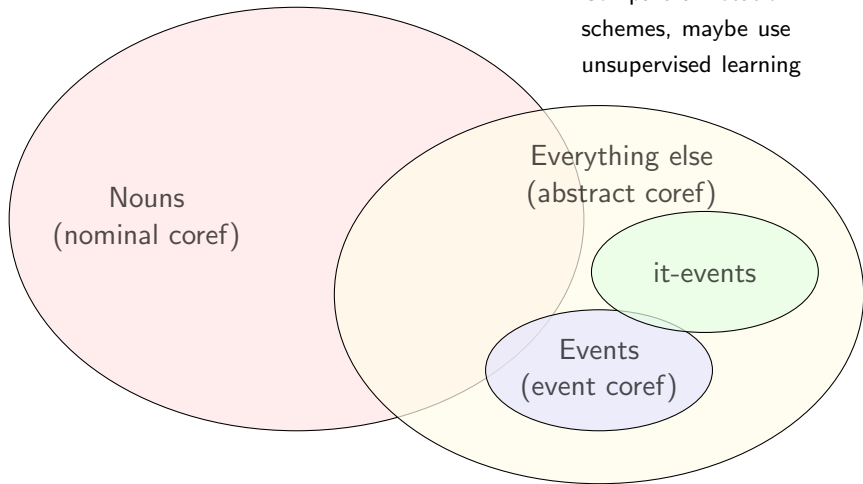 schemes, maybe use
unsupervised learning
Everything else
(abstract coref)
Nouns
(nominal coref)
it-events
Events
(event coref)